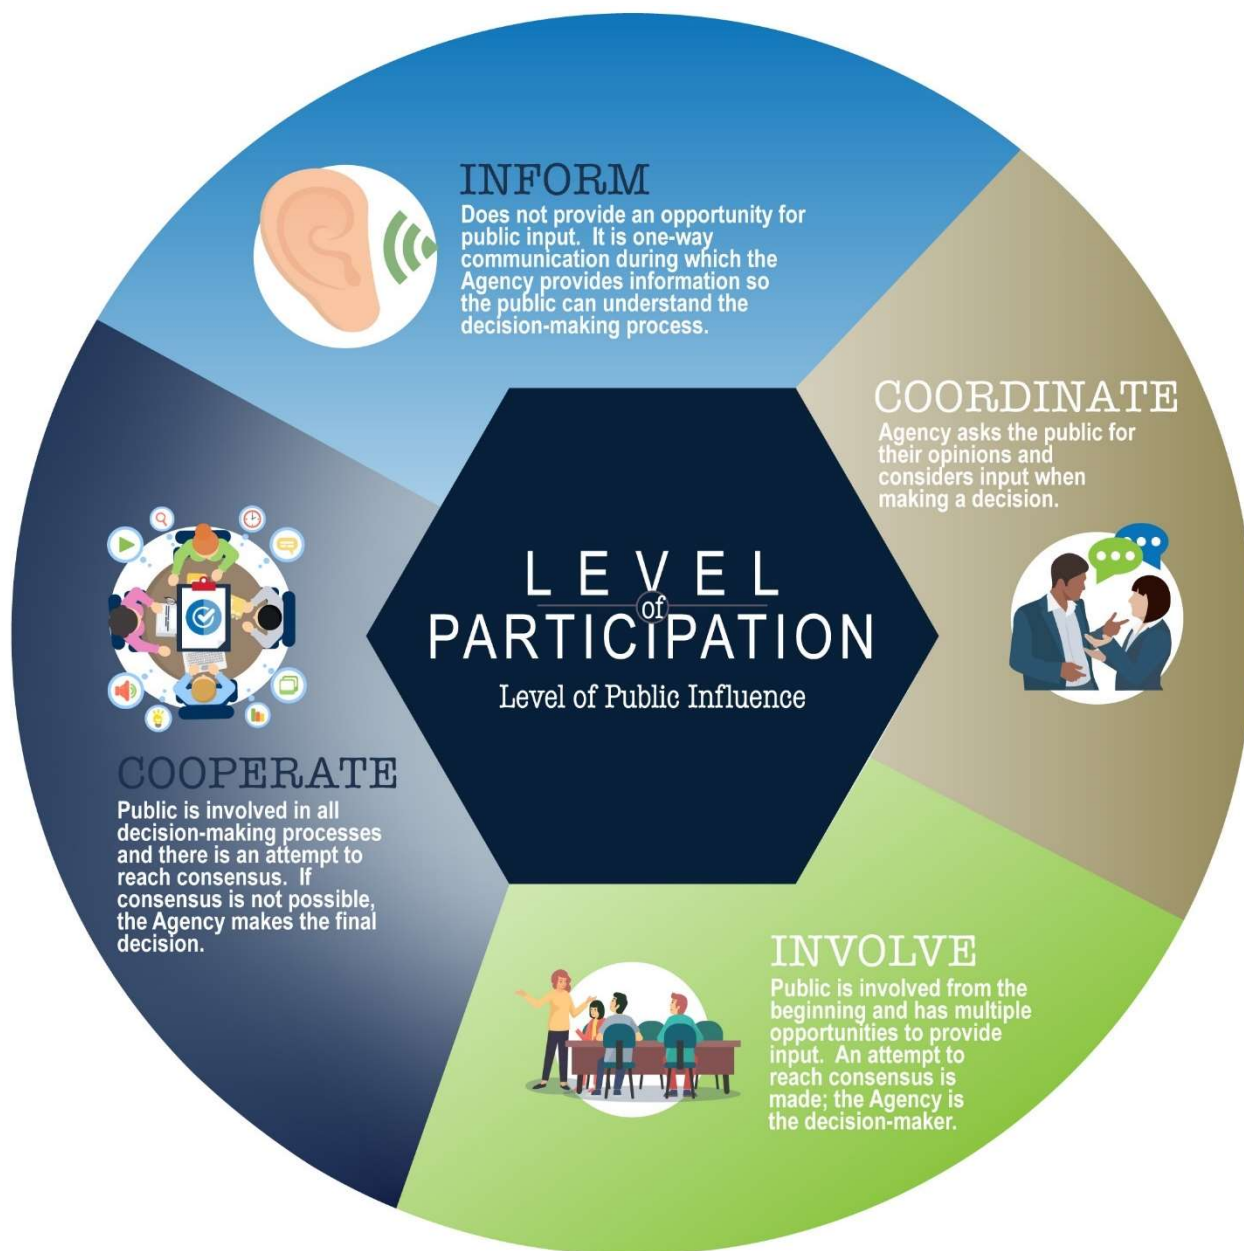 INFORM
Does not provide an opportunity for
public input. It is one-way
communication during which the
Agency provides information so
the public can understand the
decision-making process.
COORDINATE
Agency asks the public for
their opinions and
considers input when
making a decision.
LEVEL
of
PARTICIPATION
Level of Public Influence
COOPERATE
Public is involved in all
decision-making processes
and there is an attempt to
reach consensus. If
consensus is not possible,
the Agency makes the final
decision.
INVOLVE
Public is involved from the
beginning and has multiple
opportunities to provide
input. An attempt to
reach consensus is
made; the Agency is
the decision-maker.